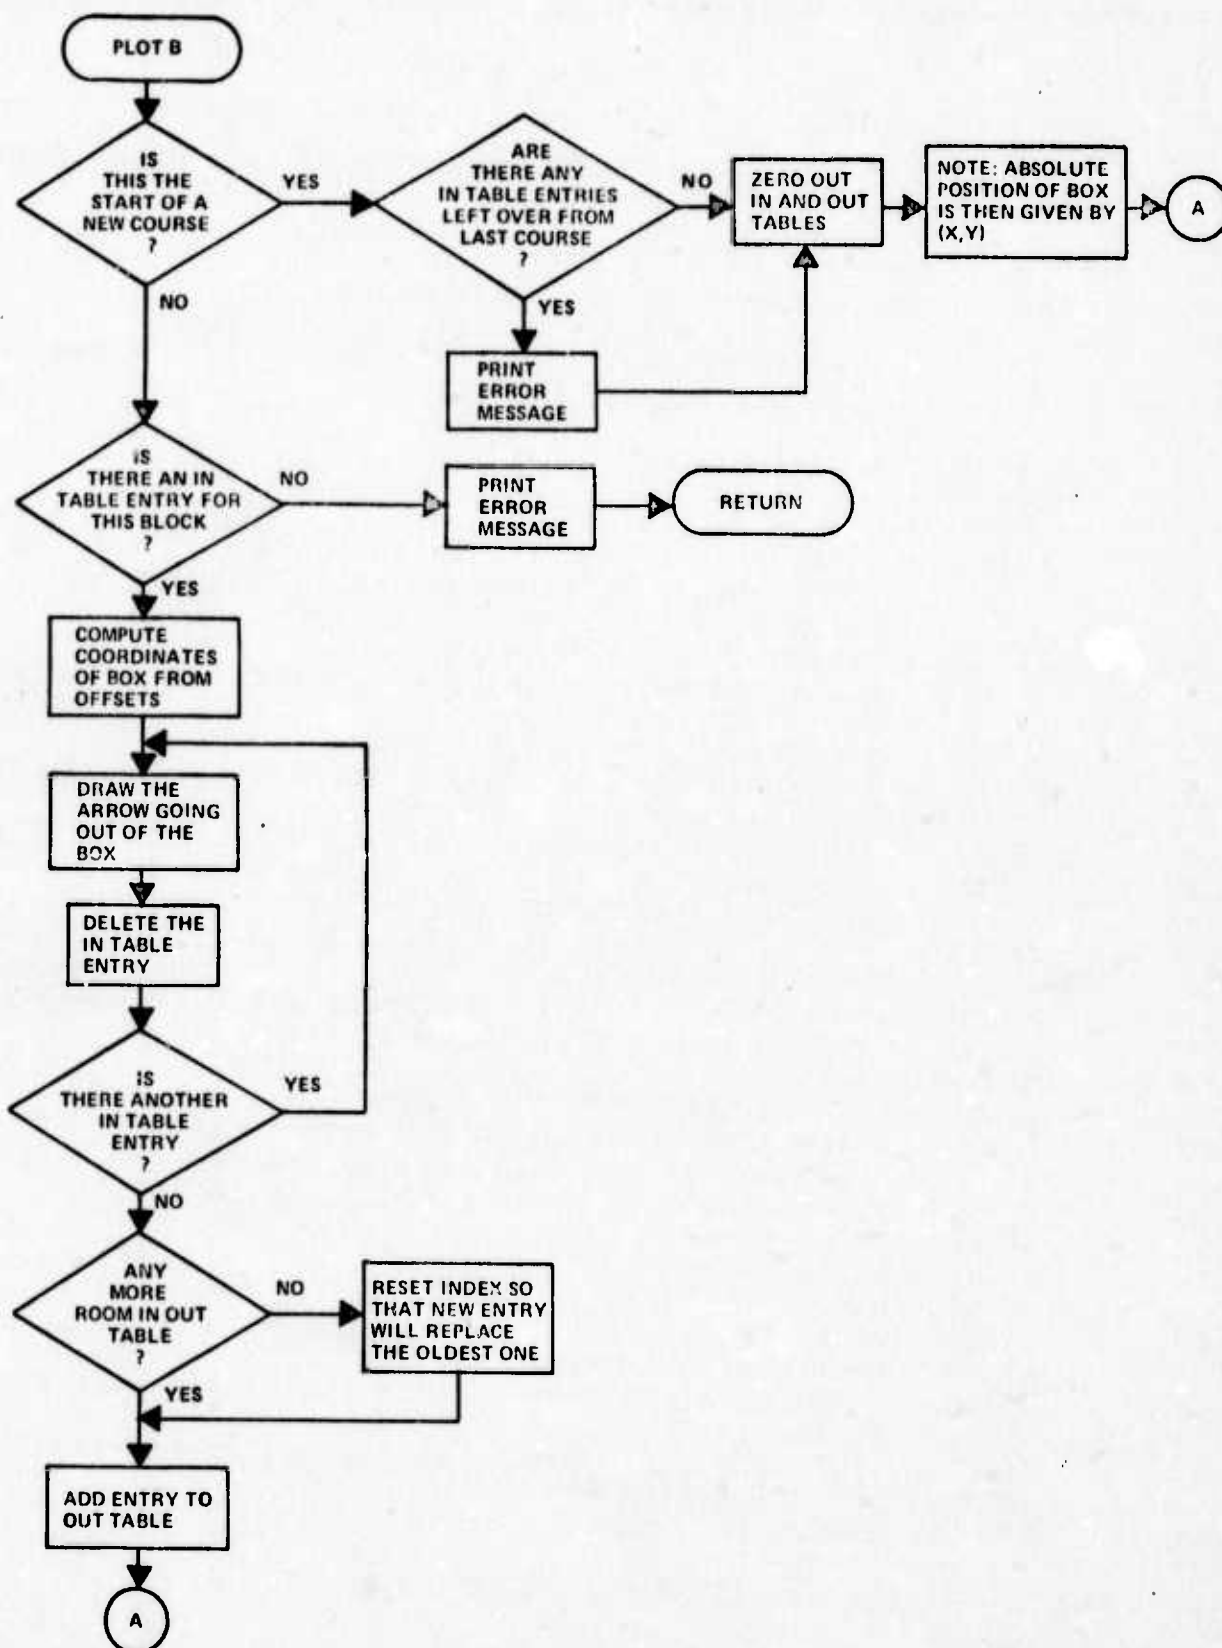 PLOT B
IS
THIS THE
START OF A
NEW COURSE
?
YES
ARE
THERE ANY
IN TABLE ENTRIES
LEFT OVER FROM
LAST COURSE
?
NO
ZERO OUT
IN AND OUT
TABLES
NOTE: ABSOLUTE
POSITION OF BOX
IS THEN GIVEN BY
(X,Y)
A
YES
PRINT
ERROR
MESSAGE
NO
IS
THERE AN IN
TABLE ENTRY FOR
THIS BLOCK
?
NO
PRINT
ERROR
MESSAGE
RETURN
YES
COMPUTE
COORDINATES
OF BOX FROM
OFFSETS
DRAW THE
ARROW GOING
OUT OF THE
BOX
DELETE THE
IN TABLE
ENTRY
IS
THERE ANOTHER
IN TABLE
ENTRY
?
YES
NO
ANY
MORE
ROOM IN OUT
TABLE
?
NO
RESET INDEX SO
THAT NEW ENTRY
WILL REPLACE
THE OLDEST ONE
YES
ADD ENTRY TO
OUT TABLE
A